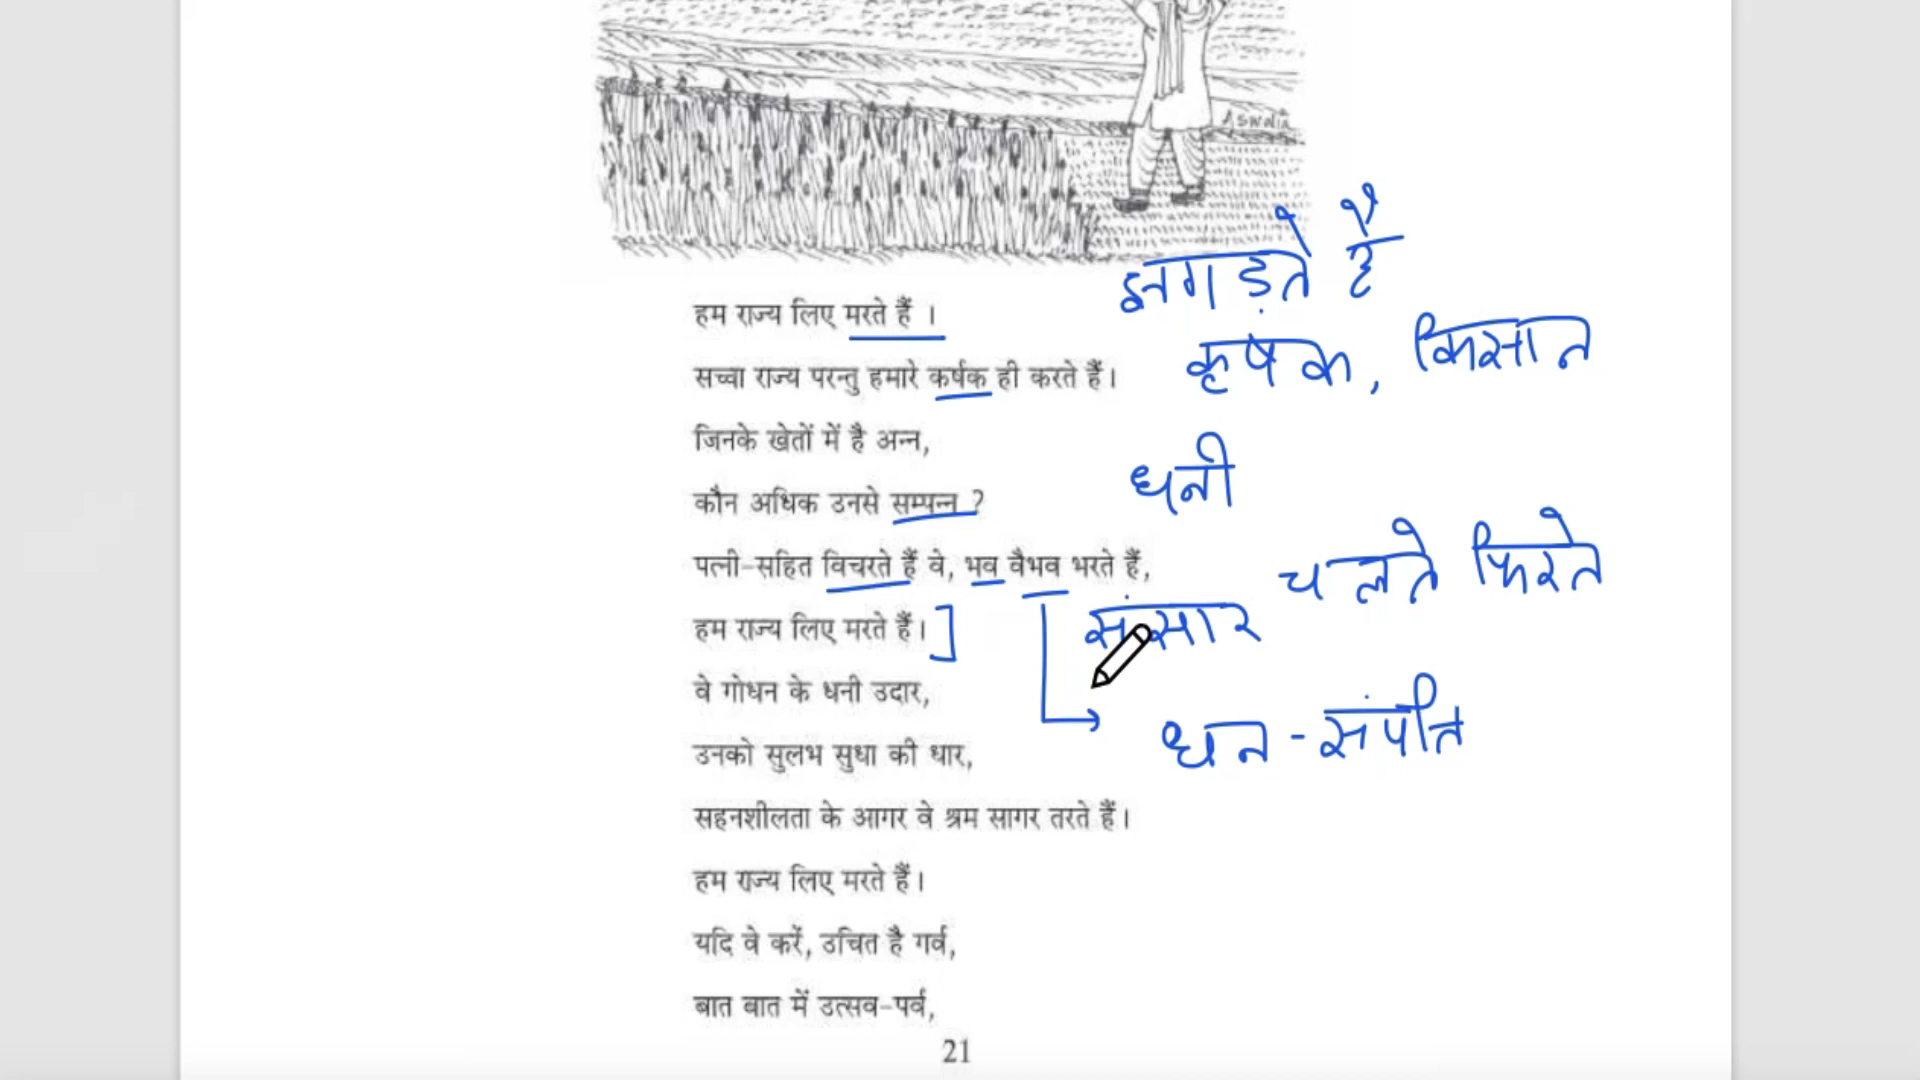 ASWNIA
झगड़ते है
हम राज्य लिए मरते हैं ।
कृषक, किसान
सच्चा राज्य परन्तु हमारे कर्षक ही करते हैं।
जिनके खेतों में है अन्न,
धनी
कौन अधिक उनसे सम्पन्न ?
पत्नी-सहित विचरते हैं वे, भव वैभव भरते हैं,
चलते फिरते
हम राज्य लिए मरते हैं।
संसार
वे गोधन के धनी उदार,
धन-संपत्ति
उनको सुलभ सुधा की धार,
सहनशीलता के आगर वे श्रम सागर तरते हैं।
हम राज्य लिए मरते हैं।
यदि वे करें, उचित है गर्व,
बात बात में उत्सव-पर्व,
21